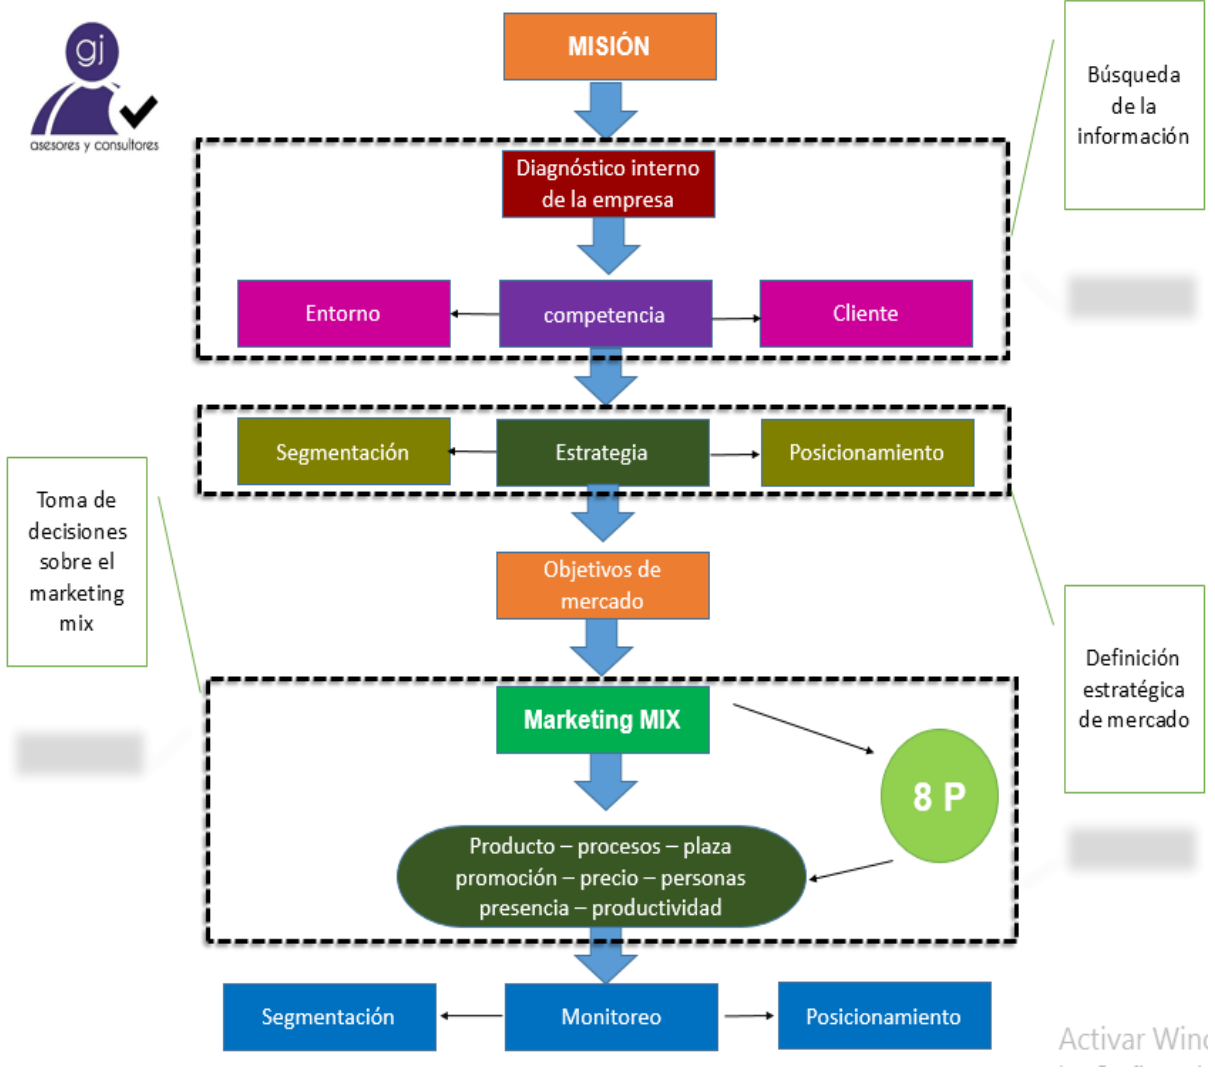 gj
asesores y consultores
MISIÓN
Búsqueda
de la
información
Diagnóstico interno
de la empresa
Entorno
competencia
Cliente
Segmentación
Estrategia
Posicionamiento
Toma de
decisiones
sobre el
marketing
mix
Objetivos de
mercado
Definición
estratégica
de mercado
Marketing MIX
8 P
Producto – procesos – plaza
promoción – precio – personas
presencia – productividad
Segmentación
Monitoreo
Posicionamiento
Activar